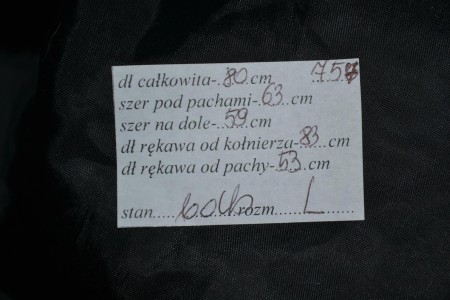 dł całkowita-.80.cm 75
szer pod pachami-.63..cm
szer na dole-.59..cm
dł rękawa od kołnierza-83..cm
dł rękawa od pachy-.53..cm
stan.....bdb...rozm......L.......